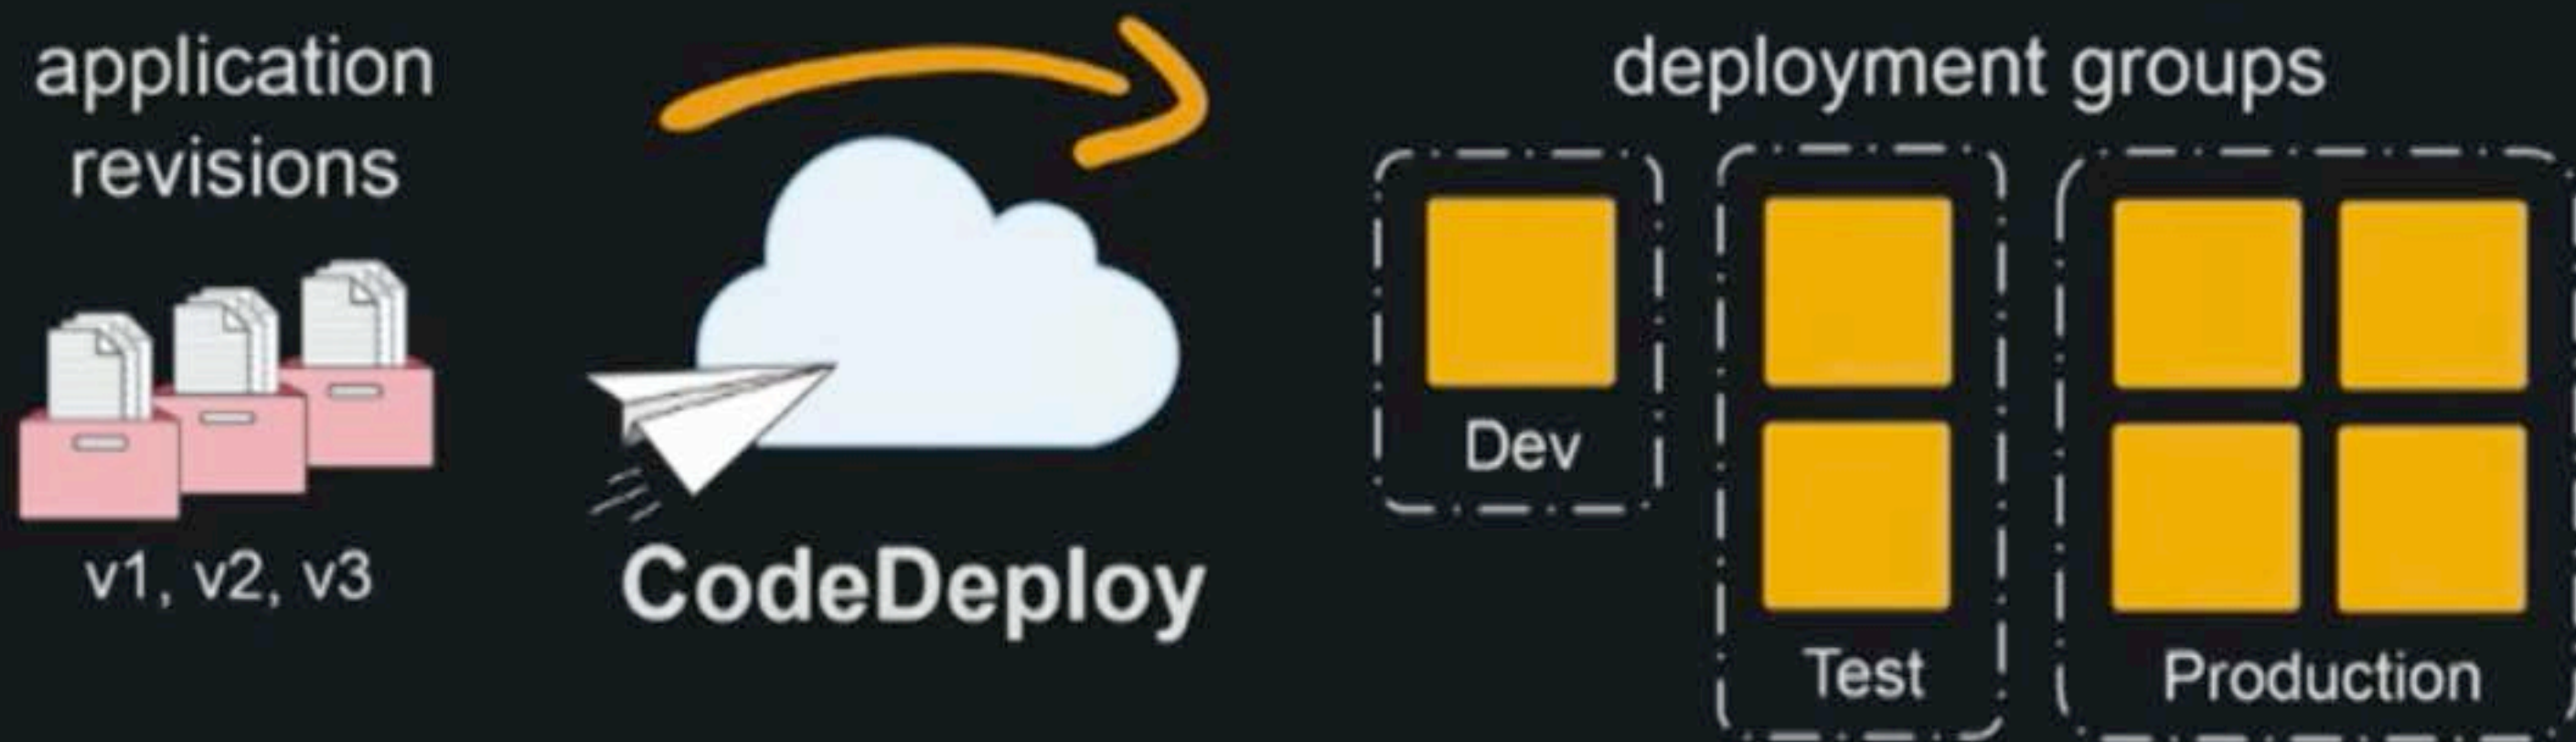 application
revisions
v1, v2, v3
CodeDeploy
deployment groups
Dev
Test
Production